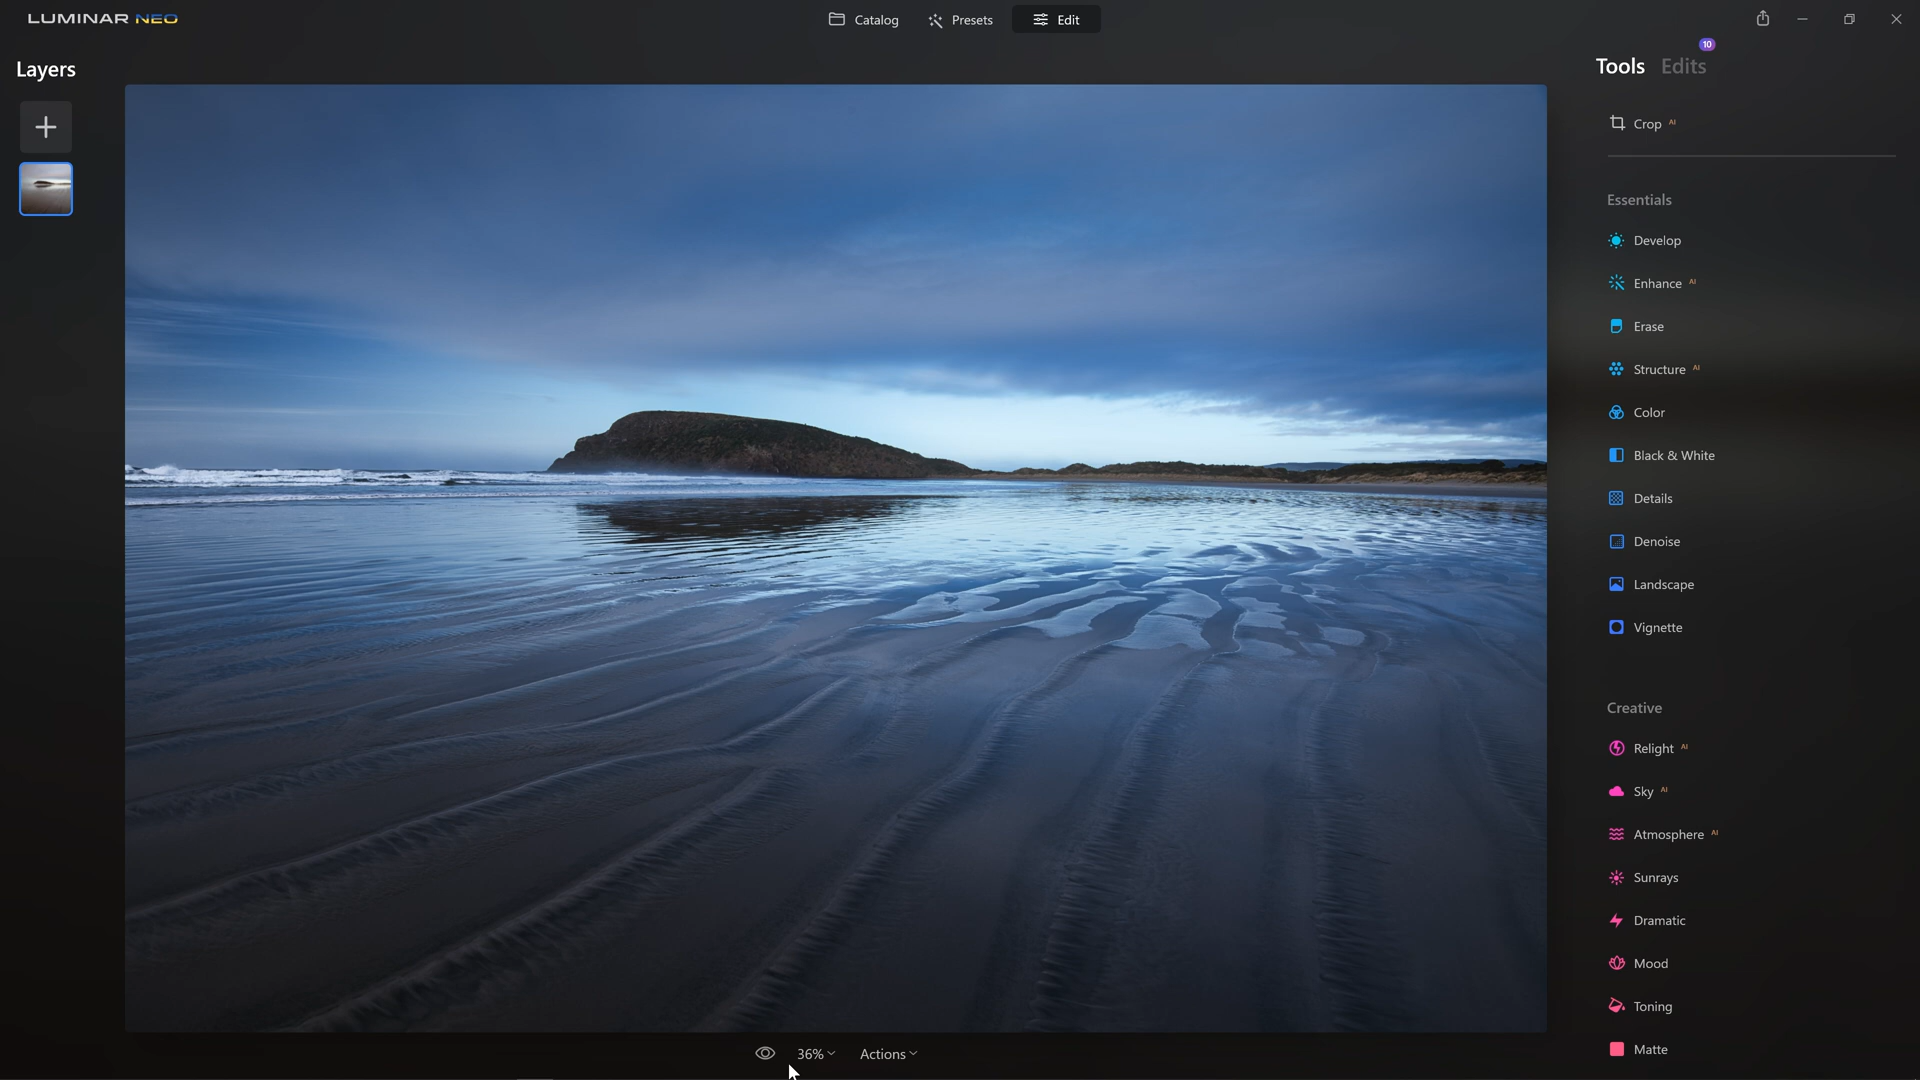 LUMINAR NEO
Catalog
Presets
Edit
Layers
Tools
Edits
10
Crop AI
Essentials
Develop
Enhance AI
Erase
Structure AI
Color
Black & White
Details
Denoise
Landscape
Vignette
Creative
Relight AI
Sky AI
Atmosphere AI
Sunrays
Dramatic
Mood
Toning
Matte
36%
Actions